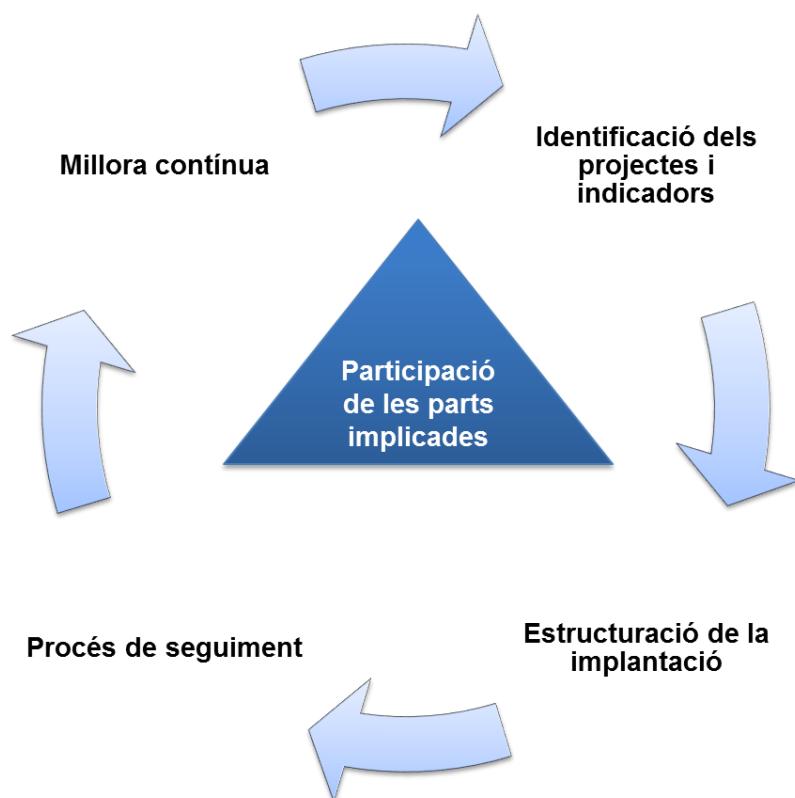 Millora contínua
Identificació dels
projectes i
indicadors
Participació
de les parts
implicades
Procés de seguiment
Estructuració de la
implantació